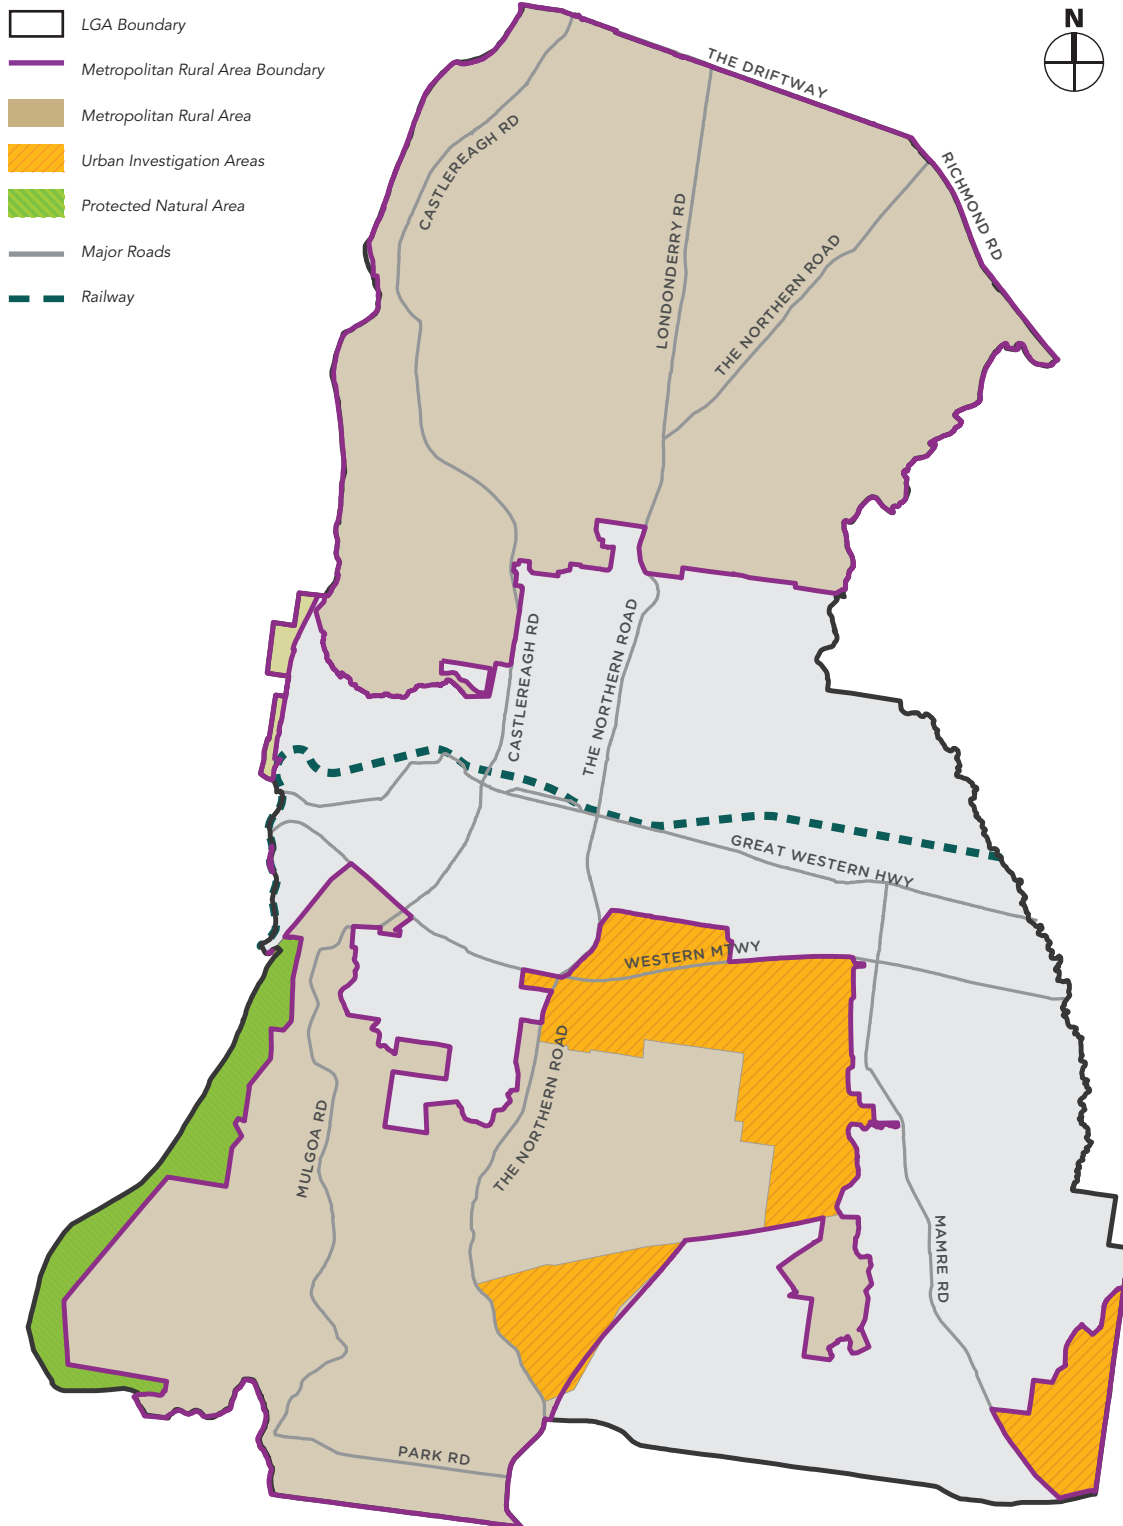 LGA Boundary
Metropolitan Rural Area Boundary
Metropolitan Rural Area
Urban Investigation Areas
Protected Natural Area
Major Roads
Railway
N
THE DRIFTWAY
RICHMOND RD
CASTLEREAGH RD
LONDONDERRY RD
THE NORTHERN ROAD
CASTLEREAGH RD
THE NORTHERN ROAD
GREAT WESTERN HWY
WESTERN MTWY
THE NORTHERN ROAD
MULGOA RD
MAMRE RD
PARK RD